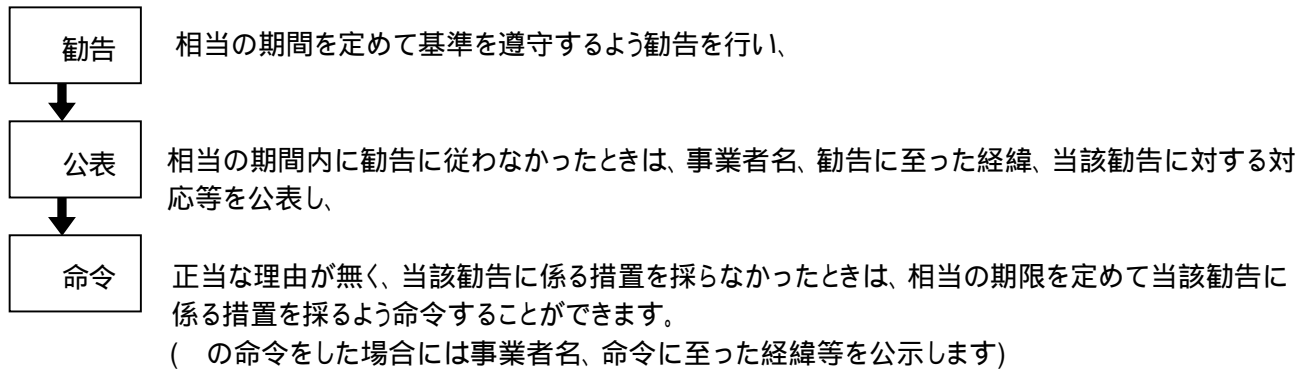 勧告
相当の期間を定めて基準を遵守するよう勧告を行い、
公表
相当の期間内に勧告に従わなかったときは、事業者名、勧告に至った経緯、当該勧告に対する対
応等を公表し、
命令
正当な理由が無く、当該勧告に係る措置を採らなかったときは、相当の期限を定めて当該勧告に
係る措置を採るよう命令することができます。
(　の命令をした場合には事業者名、命令に至った経緯等を公示します)